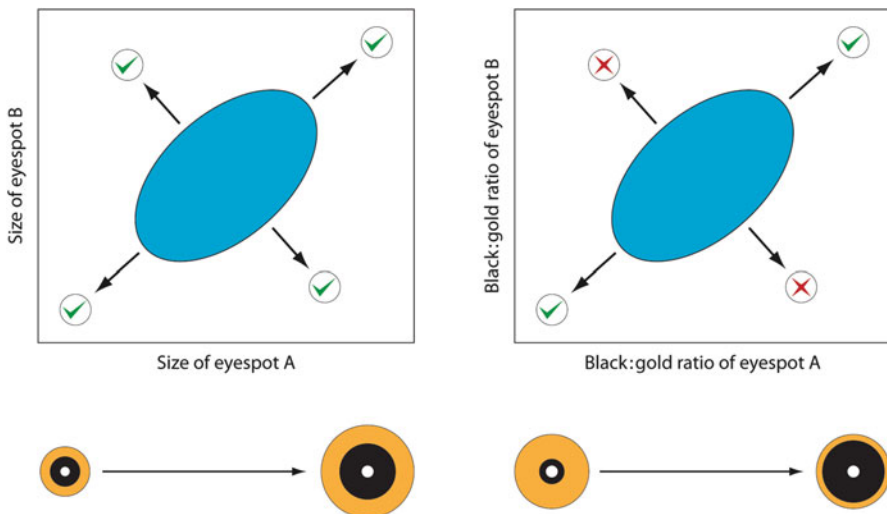 Size of eyespot B
Size of eyespot A
Black:gold ratio of eyespot B
Black:gold ratio of eyespot A